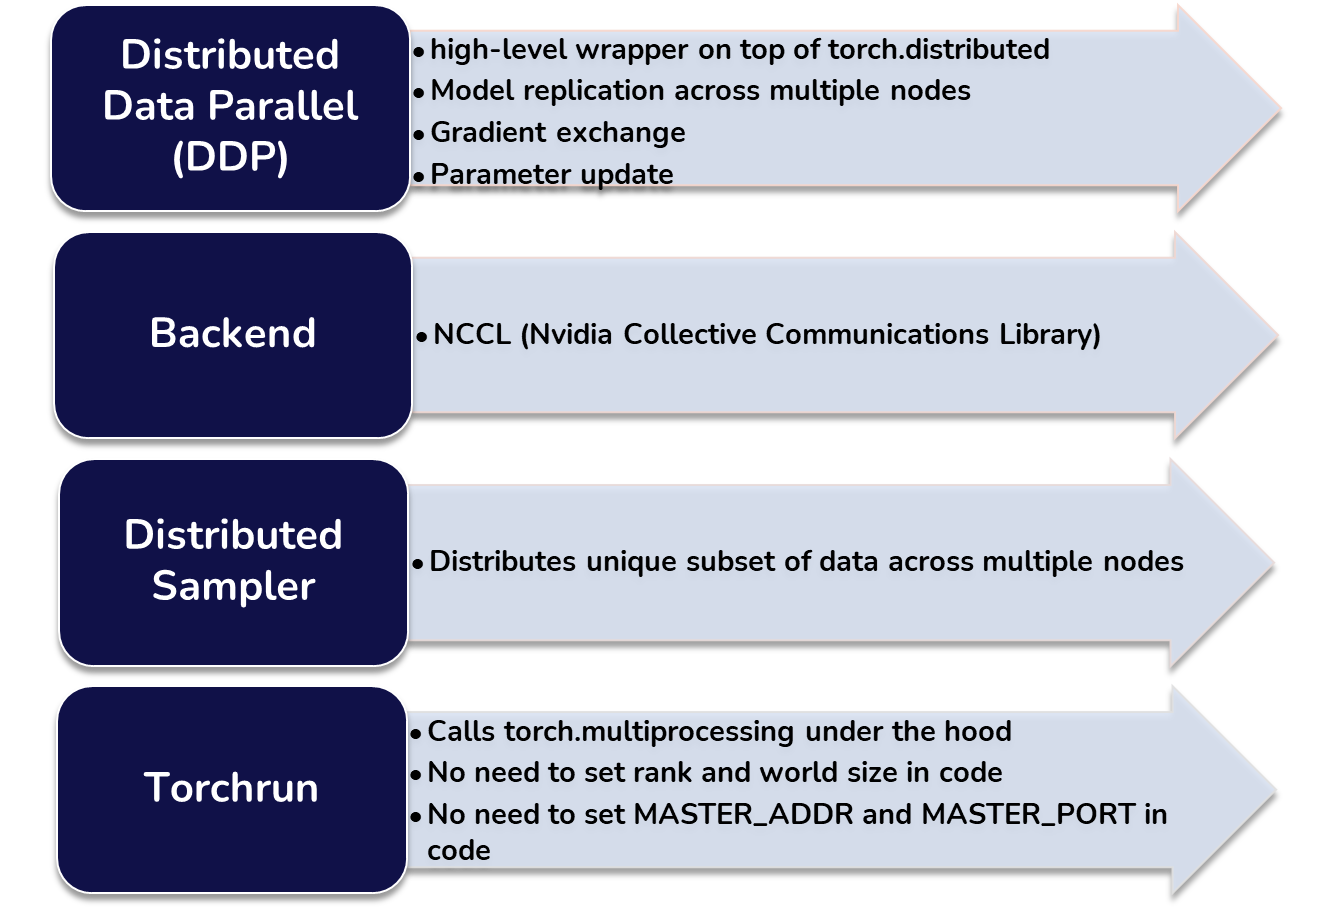 Distributed
Data Parallel
(DDP)
• high-level wrapper on top of torch.distributed
• Model replication across multiple nodes
• Gradient exchange
• Parameter update
Backend
• NCCL (Nvidia Collective Communications Library)
Distributed
Sampler
• Distributes unique subset of data across multiple nodes
Torchrun
• Calls torch.multiprocessing under the hood
• No need to set rank and world size in code
• No need to set MASTER_ADDR and MASTER_PORT in
code